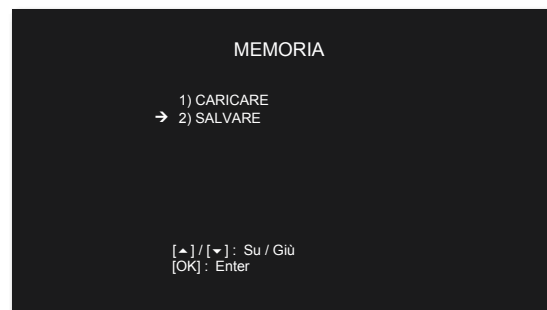 MEMORIA
1) CARICARE
➔ 2) SALVARE
[▲] / [▼] : Su / Giù
[OK] : Enter